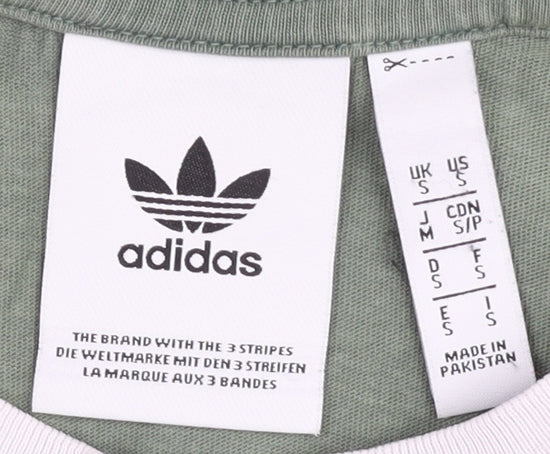 adidas
THE BRAND WITH THE 3 STRIPES
DIE WELTMARKE MIT DEN 3 STREIFEN
LA MARQUE AUX 3 BANDES
UK US
S S
J CDN
M S/P
D F
S S
E I
S S
MADE IN
PAKISTAN